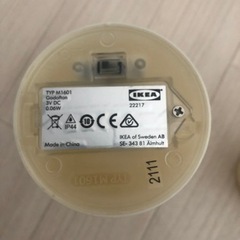 TYP M1601
Godafton
3V DC
0.06W
IKEA
22217
IP44
10
Made in China
IKEA of Sweden AB
SE- 343 81 Älmhult
2111